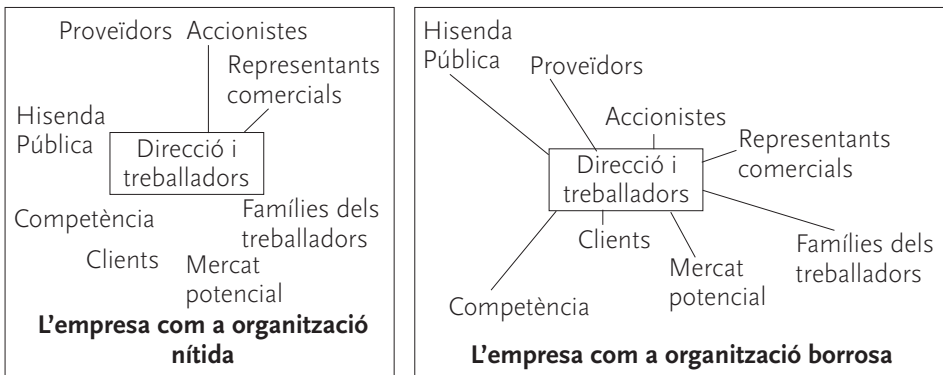 Proveïdors Accionistes
Representants
comercials
Hisenda
Pública
Direcció i
treballadors
Competència
Famílies dels
treballadors
Clients
Mercat
potencial
L'empresa com a organització
nítida
Hisenda
Pública
Proveïdors
Accionistes
Representants
comercials
Direcció i
treballadors
Clients
Famílies dels
treballadors
Mercat
potencial
Competència
L'empresa com a organització borrosa